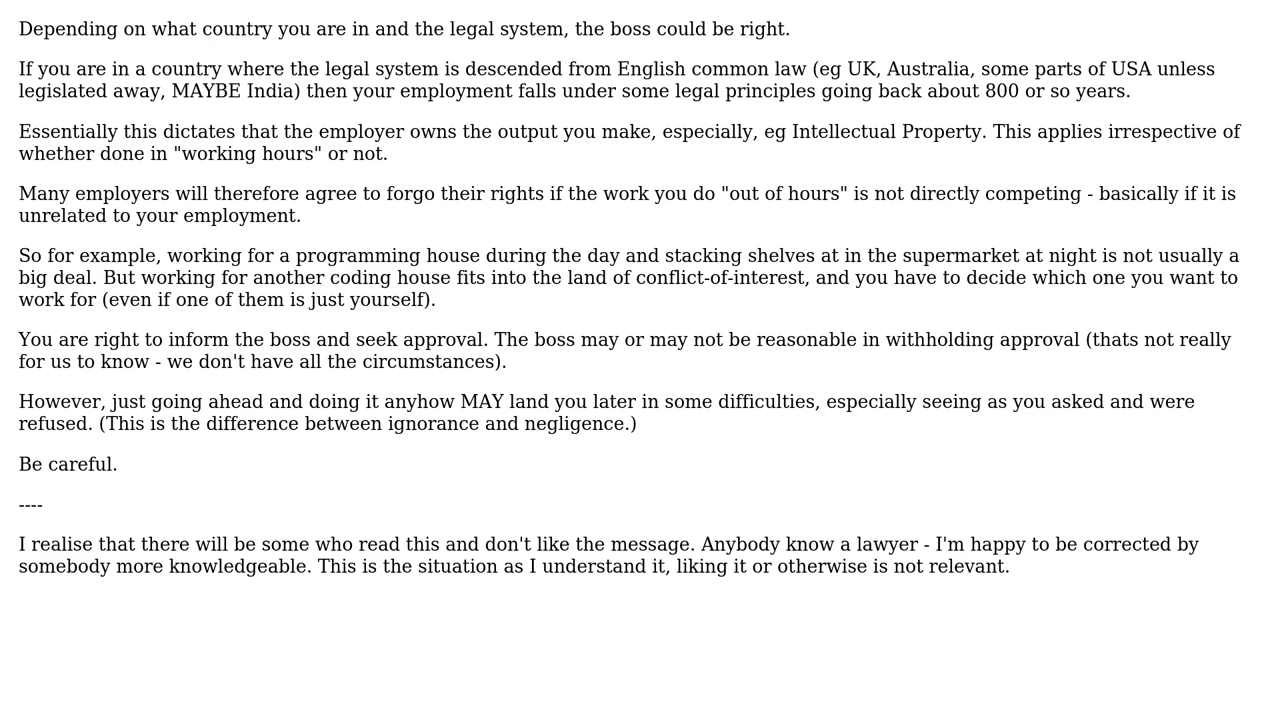 Depending on what country you are in and the legal system, the boss could be right.
If you are in a country where the legal system is descended from English common law (eg UK, Australia, some parts of USA unless
legislated away, MAYBE India) then your employment falls under some legal principles going back about 800 or so years.
Essentially this dictates that the employer owns the output you make, especially, eg Intellectual Property. This applies irrespective of
whether done in "working hours" or not.
Many employers will therefore agree to forgo their rights if the work you do "out of hours" is not directly competing - basically if it is
unrelated to your employment.
So for example, working for a programming house during the day and stacking shelves at in the supermarket at night is not usually a
big deal. But working for another coding house fits into the land of conflict-of-interest, and you have to decide which one you want to
work for (even if one of them is just yourself).
You are right to inform the boss and seek approval. The boss may or may not be reasonable in withholding approval (thats not really
for us to know - we don't have all the circumstances).
However, just going ahead and doing it anyhow MAY land you later in some difficulties, especially seeing as you asked and were
refused. (This is the difference between ignorance and negligence.)
Be careful.
----
I realise that there will be some who read this and don't like the message. Anybody know a lawyer - I'm happy to be corrected by
somebody more knowledgeable. This is the situation as I understand it, liking it or otherwise is not relevant.